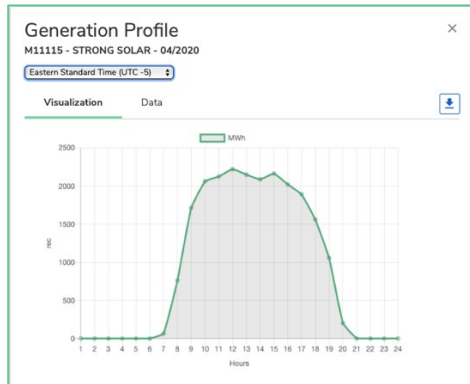 Generation Profile
×
M11115 - STRONG SOLAR - 04/2020
Eastern Standard Time (UTC -5)
Visualization Data
MWh
2500
2000
1500
1000
500
0
rec
1 2 3 4 5 6 7 8 9 10 11 12 13 14 15 16 17 18 19 20 21 22 23 24
Hours